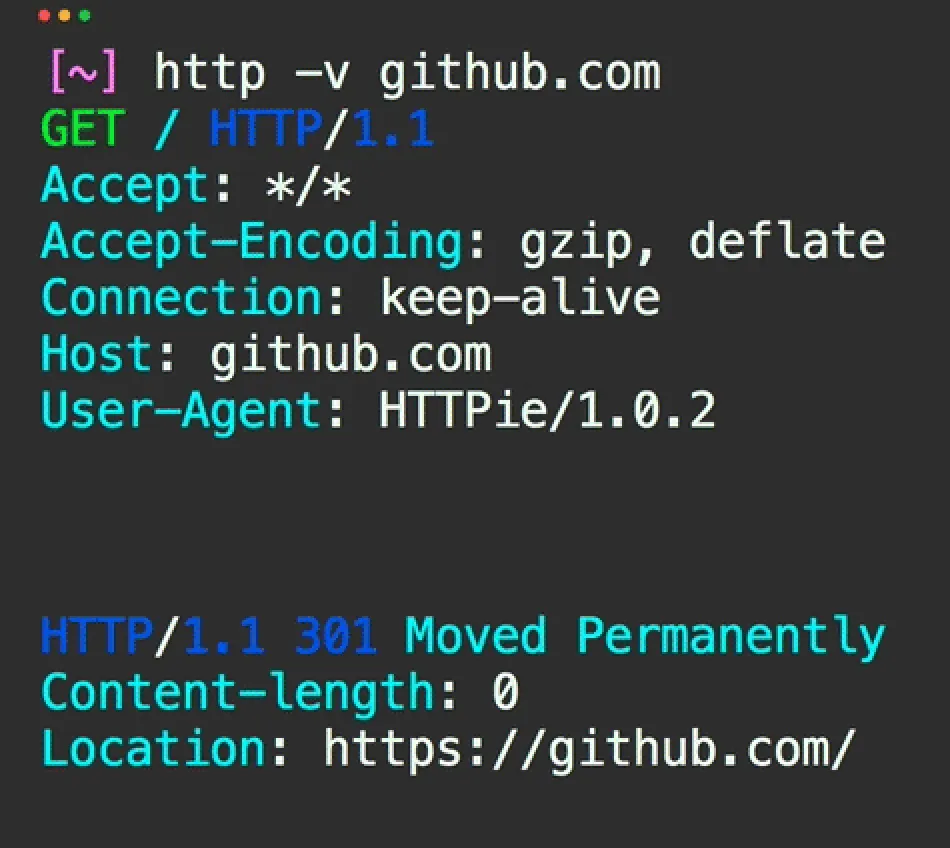 [~] http -v github.com
GET / HTTP/1.1
Accept: */*
Accept-Encoding: gzip, deflate
Connection: keep-alive
Host: github.com
User-Agent: HTTPie/1.0.2
HTTP/1.1 301 Moved Permanently
Content-length: 0
Location: https://github.com/